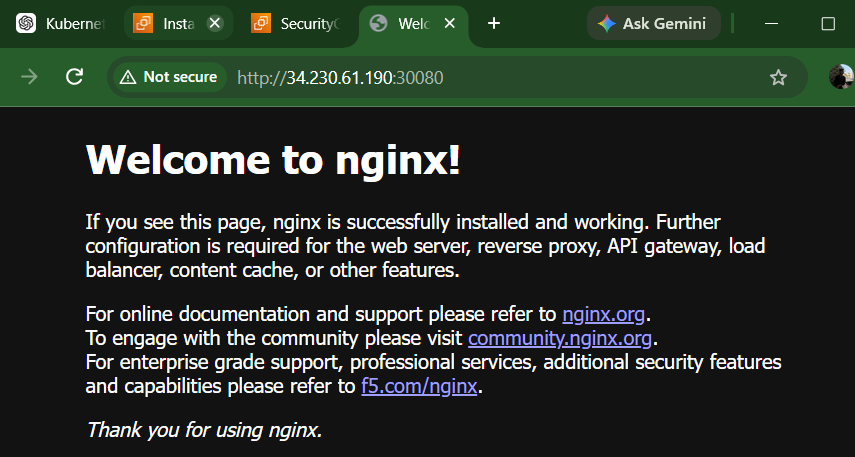 Kubernet
Insta
Security
Welc
Ask Gemini
Not secure
http://34.230.61.190:30080
Welcome to nginx!
If you see this page, nginx is successfully installed and working. Further
configuration is required for the web server, reverse proxy, API gateway, load
balancer, content cache, or other features.
For online documentation and support please refer to nginx.org.
To engage with the community please visit community.nginx.org.
For enterprise grade support, professional services, additional security features
and capabilities please refer to f5.com/nginx.
Thank you for using nginx.